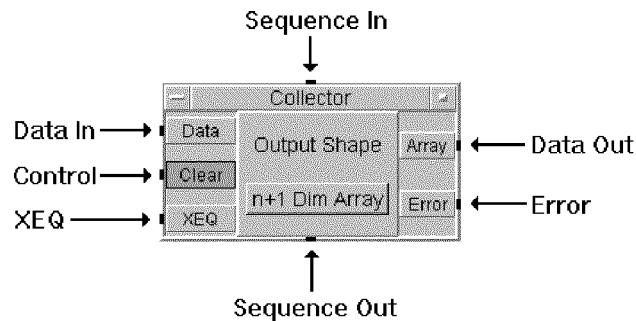 Sequence In
Collector
Data In
Data
Output Shape
Array
Data Out
Control
Clear
n+1 Dim Array
XEQ
XEQ
Error
Error
Sequence Out